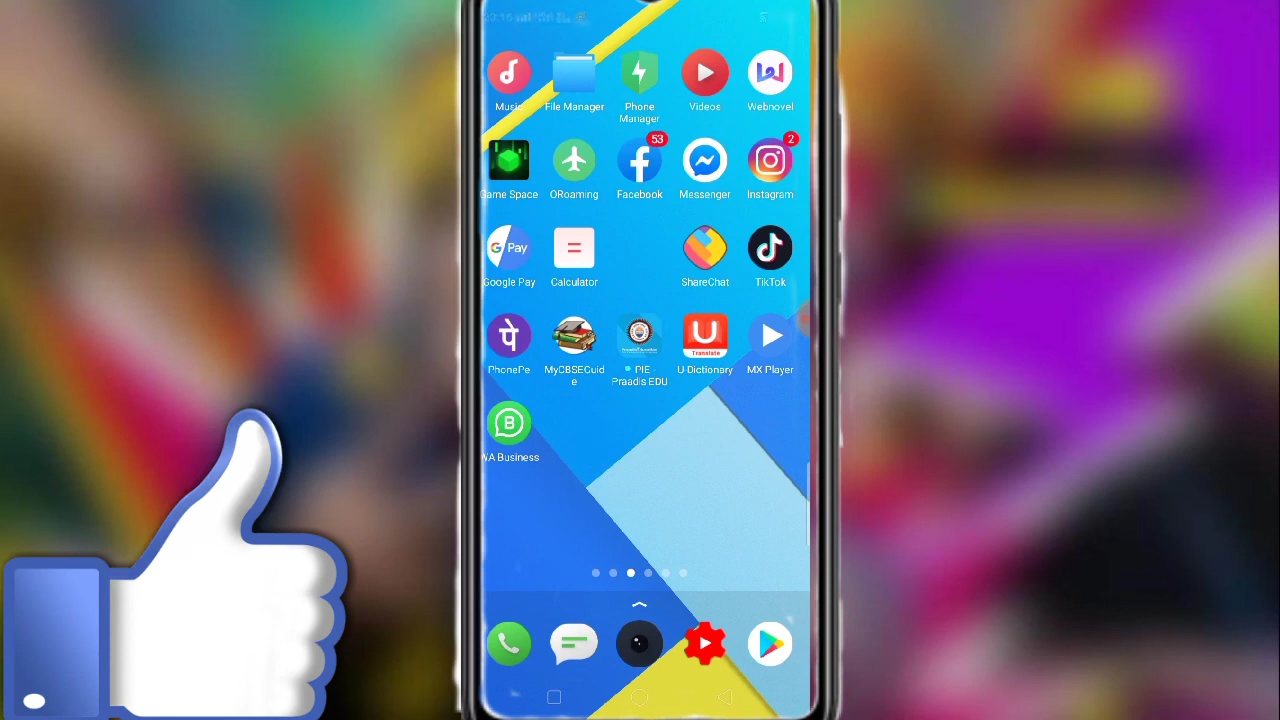 Music
File Manager
Phone
Manager
Videos
Webnovel
53
2
Game Space
ORoaming
Facebook
Messenger
Instagram
G Pay
Google Pay
Calculator
ShareChat
TikTok
पे
U
Translate
PhonePe
MyCBSEGuid
e
PIE -
Praadis EDU
U-Dictionary
MX Player
B
WA Business